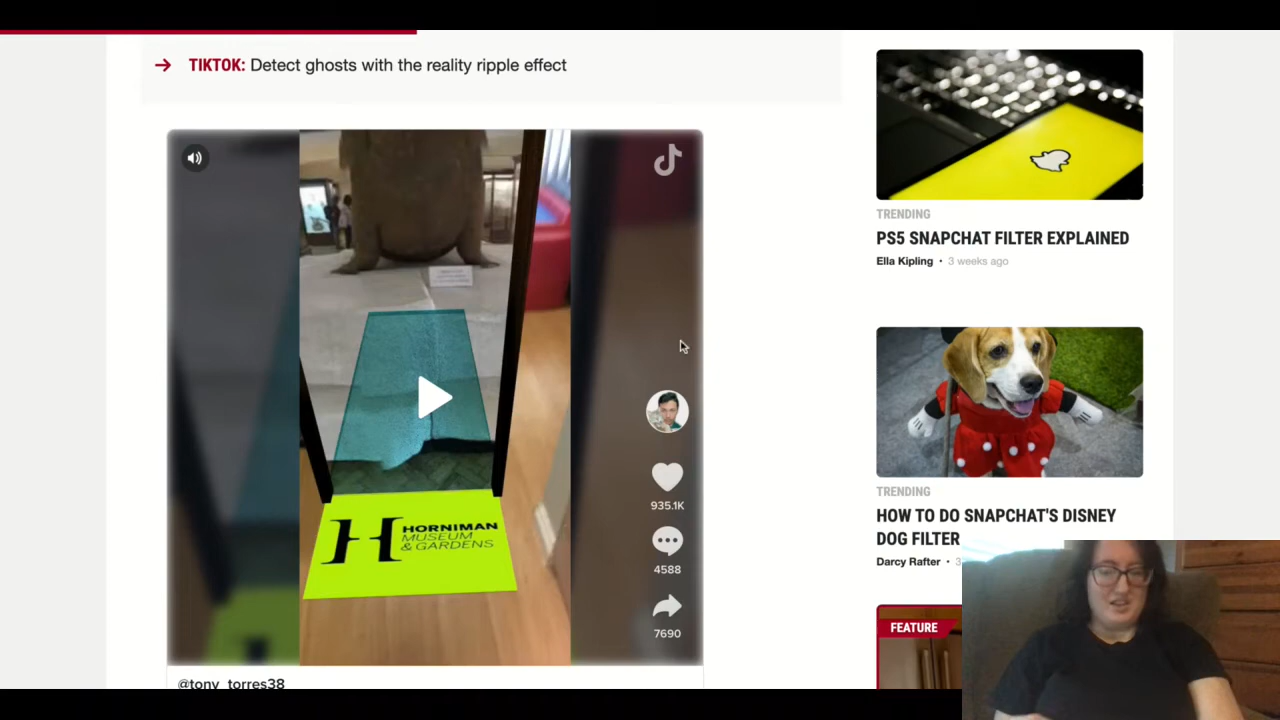 TIKTOK: Detect ghosts with the reality ripple effect
H HORNIMAN
MUSEUM
& GARDENS
935.1K
4588
7690
@tony_torres38
TRENDING
PS5 SNAPCHAT FILTER EXPLAINED
Ella Kipling • 3 weeks ago
TRENDING
HOW TO DO SNAPCHAT'S DISNEY
DOG FILTER
Darcy Rafter • 3
FEATURE